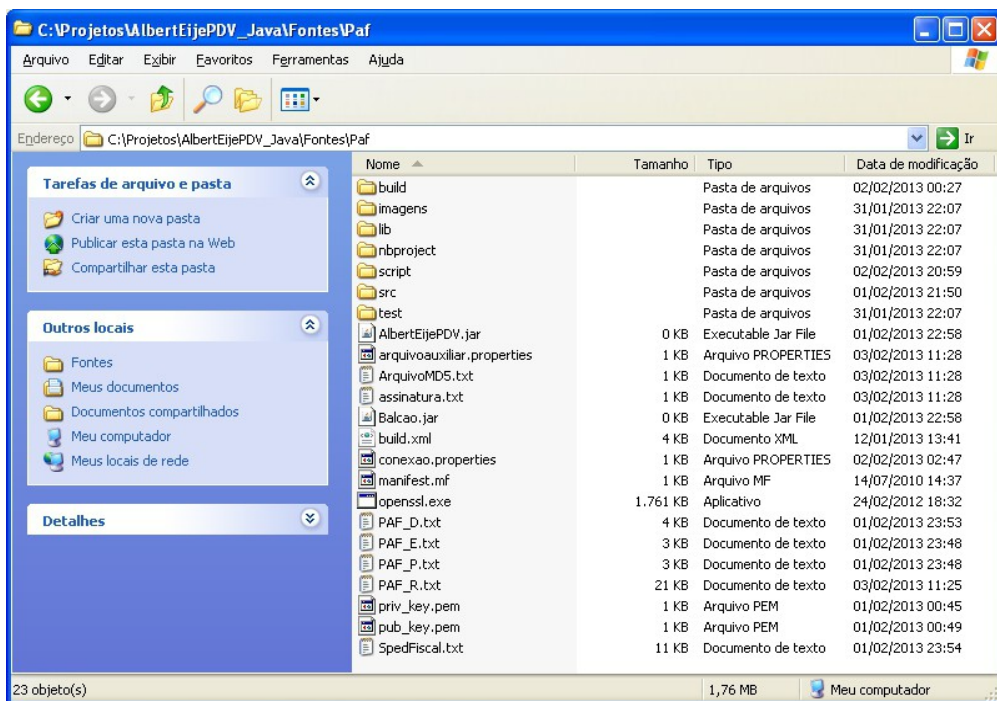 C:\Projetos\AlbertEijePDV_Java\Fontes\Paf
Arquivo Editar Exibir Favoritos Ferramentas Ajuda
Endereço C:\Projetos\AlbertEijePDV_Java\Fontes\Paf Ir
Tarefas de arquivo e pasta
Criar uma nova pasta
Publicar esta pasta na Web
Compartilhar esta pasta
Outros locais
Fontes
Meus documentos
Documentos compartilhados
Meu computador
Meus locais de rede
Detalhes
Nome Tamanho Tipo Data de modificação
build Pasta de arquivos 02/02/2013 00:27
imagens Pasta de arquivos 31/01/2013 22:07
lib Pasta de arquivos 31/01/2013 22:07
nbproject Pasta de arquivos 31/01/2013 22:07
script Pasta de arquivos 02/02/2013 20:59
src Pasta de arquivos 01/02/2013 21:50
test Pasta de arquivos 31/01/2013 22:07
AlbertEijePDV.jar 0 KB Executable Jar File 01/02/2013 22:58
arquivoauxiliar.properties 1 KB Arquivo PROPERTIES 03/02/2013 11:28
ArquivoMD5.txt 1 KB Documento de texto 03/02/2013 11:28
assinatura.txt 1 KB Documento de texto 03/02/2013 11:28
Balcao.jar 0 KB Executable Jar File 01/02/2013 22:58
build.xml 4 KB Documento XML 12/01/2013 13:41
conexao.properties 1 KB Arquivo PROPERTIES 02/02/2013 02:47
manifest.mf 1 KB Arquivo MF 14/07/2010 14:37
openssl.exe 1.761 KB Aplicativo 24/02/2012 18:32
PAF_D.txt 4 KB Documento de texto 01/02/2013 23:53
PAF_E.txt 3 KB Documento de texto 01/02/2013 23:48
PAF_P.txt 3 KB Documento de texto 01/02/2013 23:48
PAF_R.txt 21 KB Documento de texto 03/02/2013 11:25
priv_key.pem 1 KB Arquivo PEM 01/02/2013 00:45
pub_key.pem 1 KB Arquivo PEM 01/02/2013 00:49
SpedFiscal.txt 11 KB Documento de texto 01/02/2013 23:54
23 objeto(s) 1,76 MB Meu computador